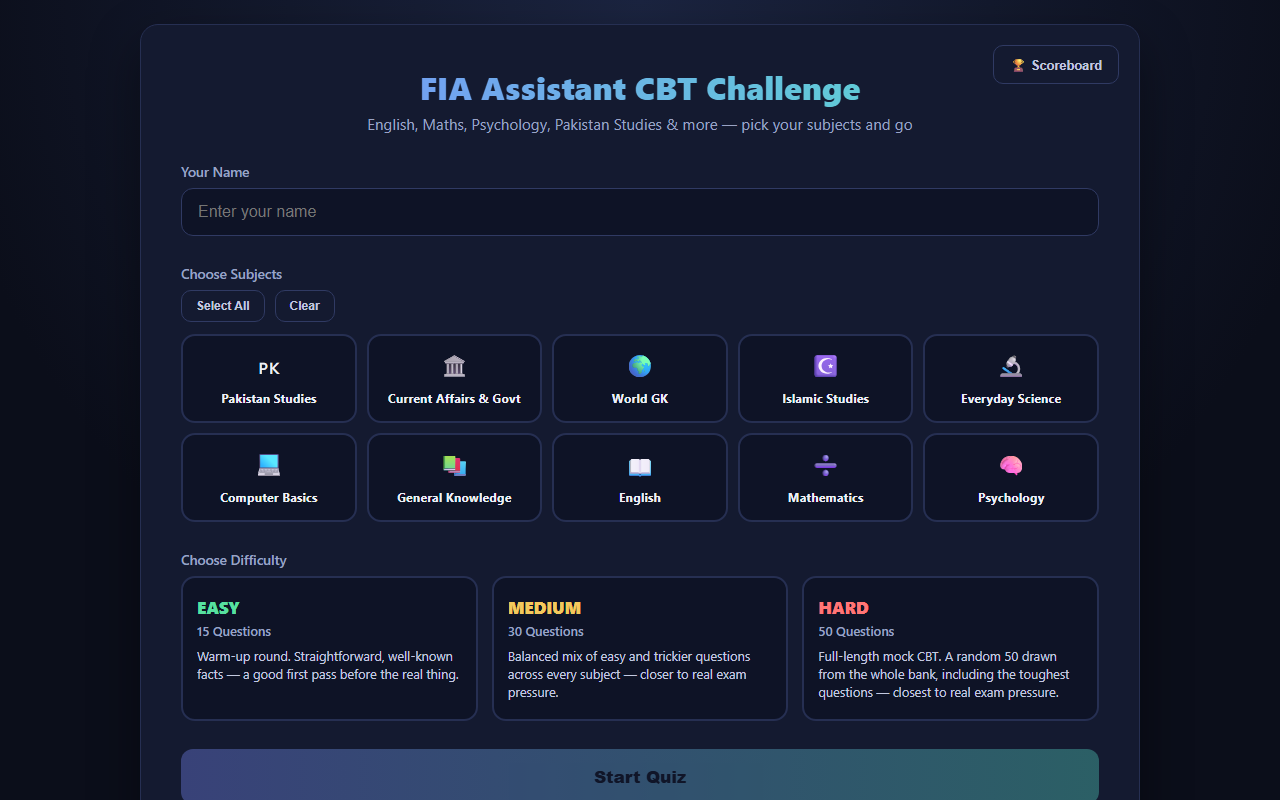 🏆 Scoreboard
FIA Assistant CBT Challenge
English, Maths, Psychology, Pakistan Studies & more — pick your subjects and go
Your Name
Enter your name
Choose Subjects
Select All
Clear
PK
Pakistan Studies
Current Affairs & Govt
World GK
Islamic Studies
Everyday Science
Computer Basics
General Knowledge
English
Mathematics
Psychology
Choose Difficulty
EASY
15 Questions
Warm-up round. Straightforward, well-known
facts — a good first pass before the real thing.
MEDIUM
30 Questions
Balanced mix of easy and trickier questions
across every subject — closer to real exam
pressure.
HARD
50 Questions
Full-length mock CBT. A random 50 drawn
from the whole bank, including the toughest
questions — closest to real exam pressure.
Start Quiz